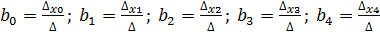 b₀ = Δₓ₀/Δ; b₁ = Δₓ₁/Δ; b₂ = Δₓ₂/Δ; b₃ = Δₓ₃/Δ; b₄ = Δₓ₄/Δ